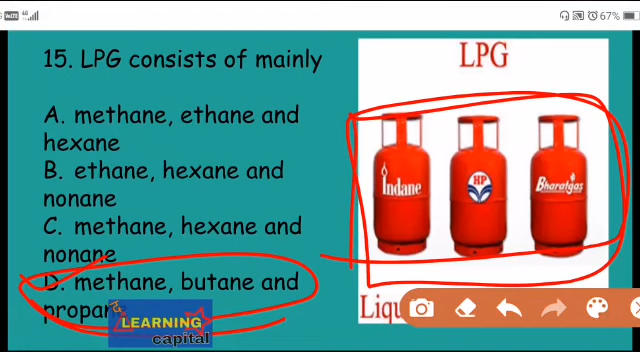 67%
15. LPG consists of mainly
A. methane, ethane and
hexane
B. ethane, hexane and
nonane
C. methane, hexane and
nonane
D. methane, butane and
LEARNING
capital
LPG
Indane
HP
Bharatgas